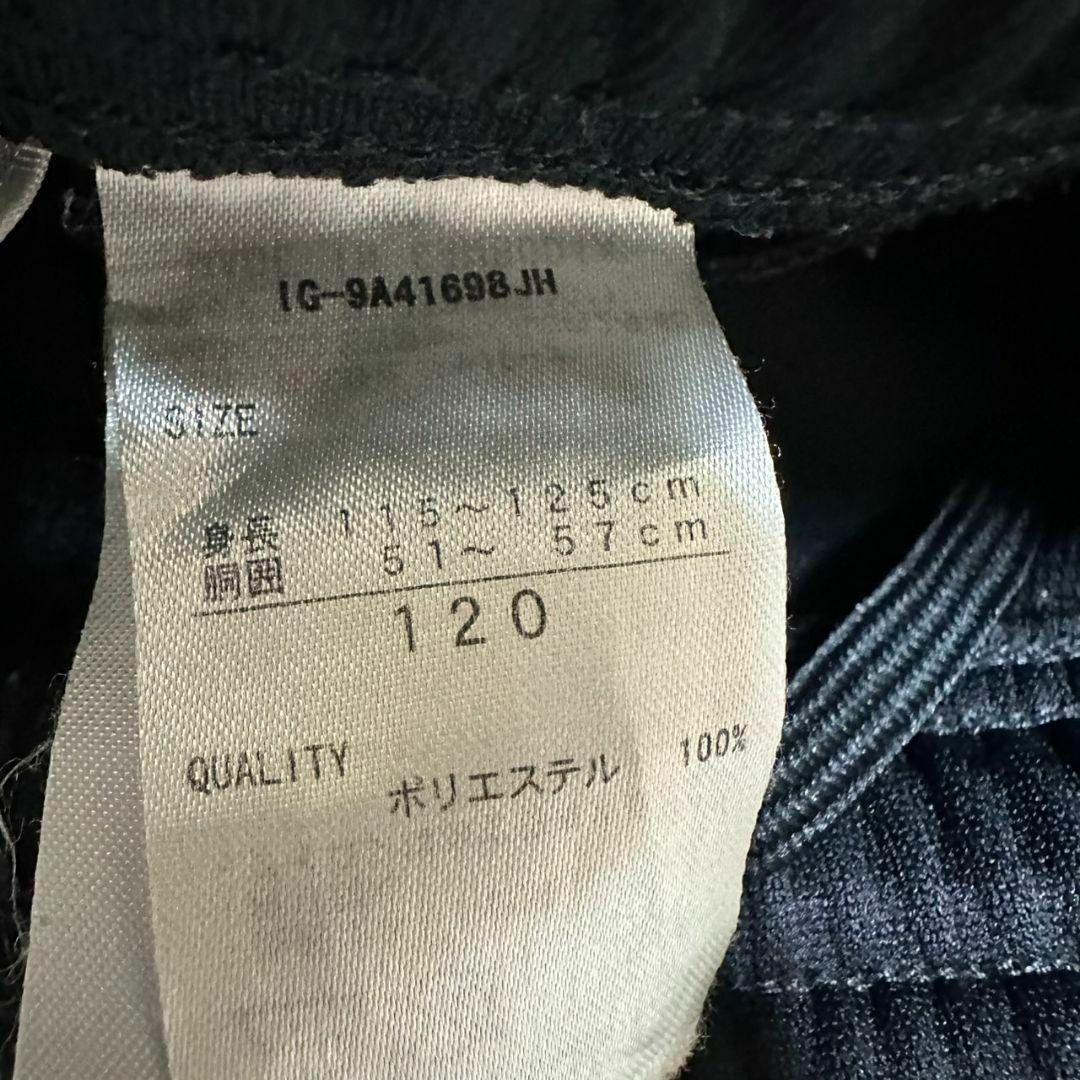 IG-9A41698JH
SIZE
身長 115～125cm
胴囲 51～ 57cm
120
QUALITY
ポリエステル 100%